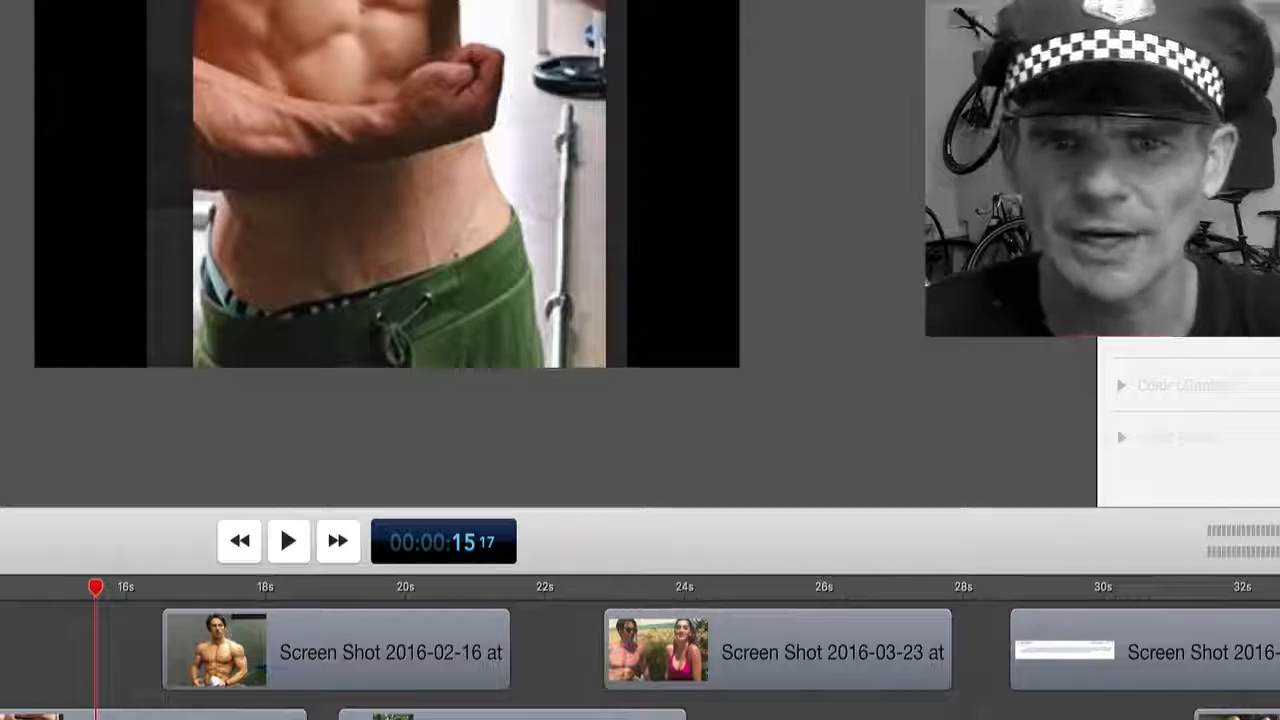 00:00:15 17
16s 18s 20s 22s 24s 26s 28s 30s 32s
Screen Shot 2016-02-16 at
Screen Shot 2016-03-23 at
Screen Shot 2016-